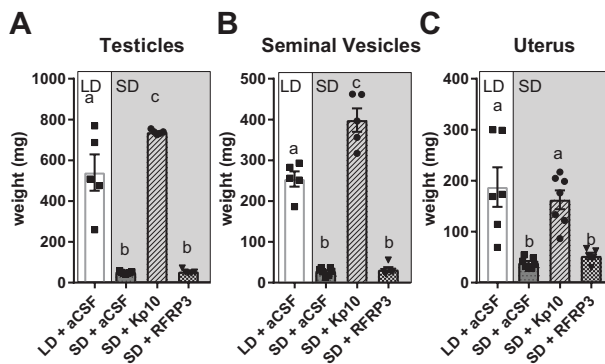 A
Testicles
weight (mg)
1000
800
600
400
200
0
LD
SD
a
b
c
b
LD + aCSF
SD + aCSF
SD + Kp10
SD + RFRP3
B
Seminal Vesicles
weight (mg)
500
400
300
200
100
0
LD
SD
a
b
c
b
LD + aCSF
SD + aCSF
SD + Kp10
SD + RFRP3
C
Uterus
weight (mg)
400
300
200
100
0
LD
SD
a
b
a
b
LD + aCSF
SD + aCSF
SD + Kp10
SD + RFRP3